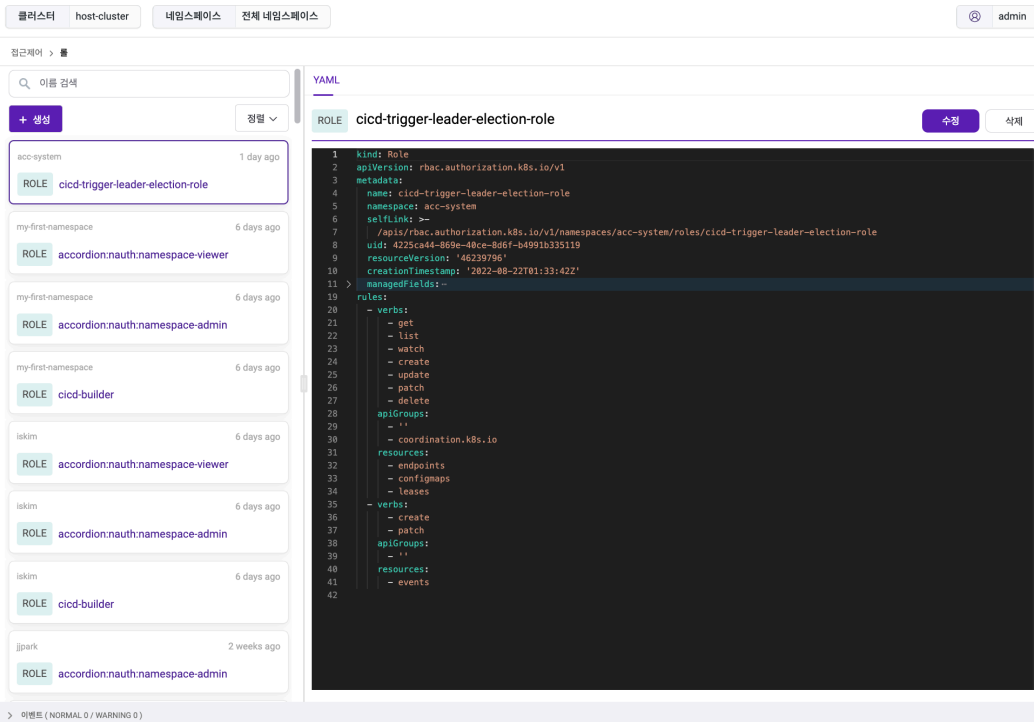 클러스터 host-cluster 네임스페이스 전체 네임스페이스 admin
접근제어 > 롤
이름 검색
+ 생성 정렬
acc-system 1 day ago
ROLE cicd-trigger-leader-election-role
my-first-namespace 6 days ago
ROLE accordion:nauth:namespace-viewer
my-first-namespace 6 days ago
ROLE accordion:nauth:namespace-admin
my-first-namespace 6 days ago
ROLE cicd-builder
iskim 6 days ago
ROLE accordion:nauth:namespace-viewer
iskim 6 days ago
ROLE accordion:nauth:namespace-admin
iskim 6 days ago
ROLE cicd-builder
jjpark 2 weeks ago
ROLE accordion:nauth:namespace-admin
YAML
ROLE cicd-trigger-leader-election-role 수정 삭제
1 kind: Role
2 apiVersion: rbac.authorization.k8s.io/v1
3 metadata:
4 name: cicd-trigger-leader-election-role
5 namespace: acc-system
6 selfLink: >-
7 /apis/rbac.authorization.k8s.io/v1/namespaces/acc-system/roles/cicd-trigger-leader-election-role
8 uid: 4225ca44-869e-40ce-8d6f-b4991b335119
9 resourceVersion: '46239796'
10 creationTimestamp: '2022-08-22T01:33:42Z'
11 > managedFields:…
19 rules:
20 - verbs:
21 - get
22 - list
23 - watch
24 - create
25 - update
26 - patch
27 - delete
28 apiGroups:
29 - ''
30 - coordination.k8s.io
31 resources:
32 - endpoints
33 - configmaps
34 - leases
35 - verbs:
36 - create
37 - patch
38 apiGroups:
39 - ''
40 resources:
41 - events
42
> 이벤트 ( NORMAL 0 / WARNING 0 )